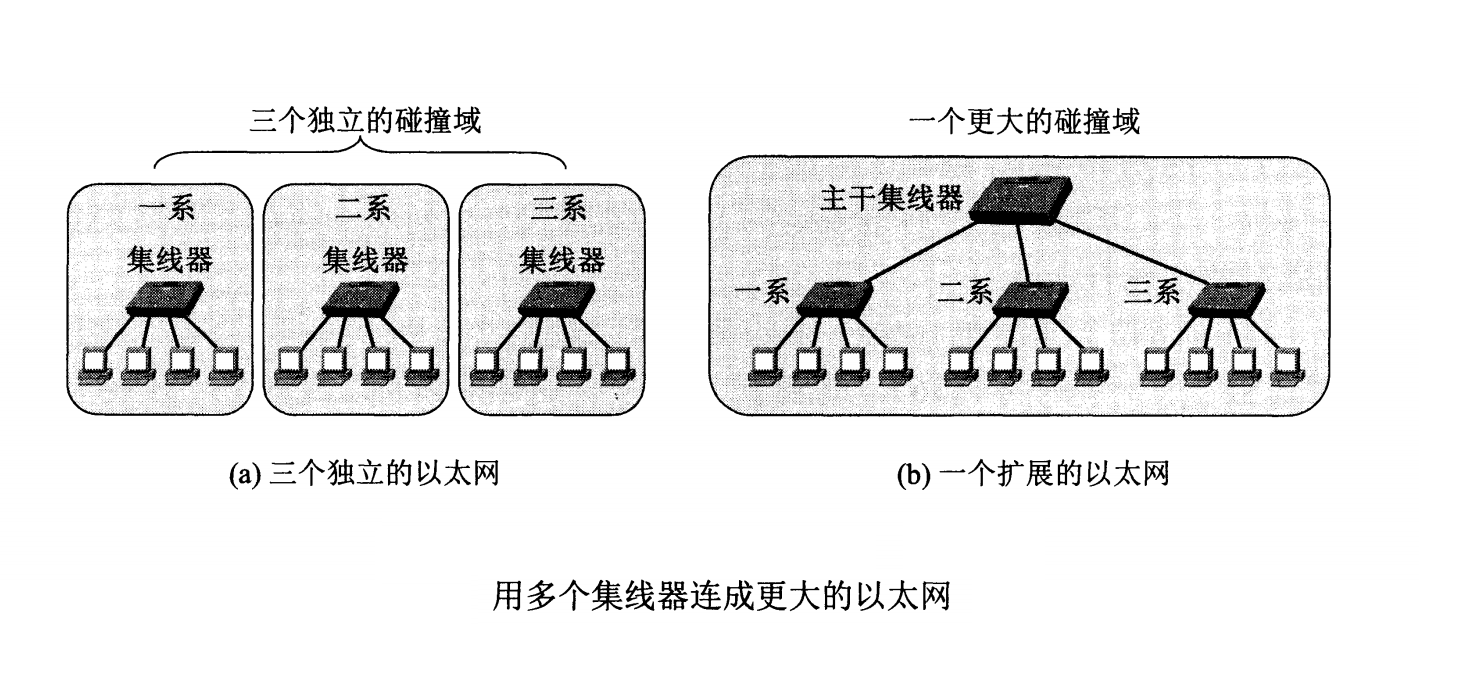 三个独立的碰撞域
一系
集线器
二系
集线器
三系
集线器
(a) 三个独立的以太网
一个更大的碰撞域
主干集线器
一系
二系
三系
(b) 一个扩展的以太网
用多个集线器连成更大的以太网